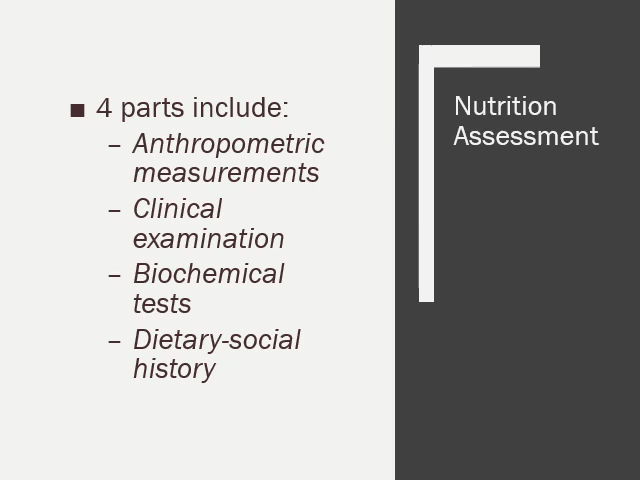 Nutrition
Assessment
■ 4 parts include:
– Anthropometric
measurements
– Clinical
examination
– Biochemical
tests
– Dietary-social
history